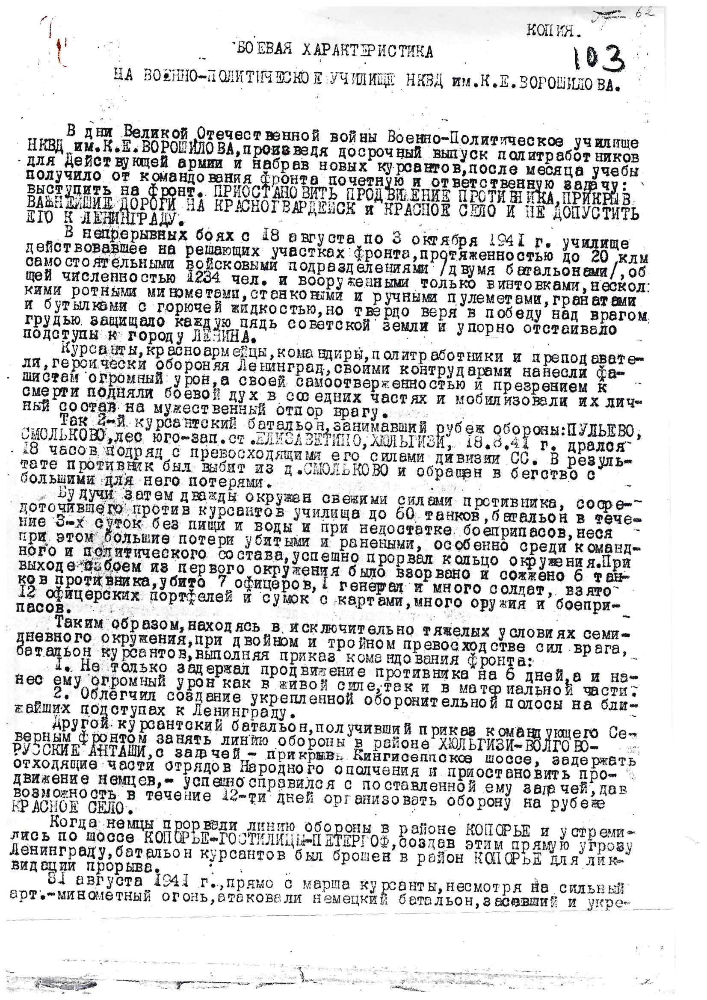 62
КОПИЯ.
103
БОЕВАЯ ХАРАКТЕРИСТИКА
НА ВОЕННО-ПОЛИТИЧЕСКОЕ УЧИЛИЩЕ НКВД им.К.Е.ВОРОШИЛОВА.
В дни Великой Отечественной войны Военно-Политическое училище
НКВД им.К.Е.ВОРОШИЛОВА,произведя досрочный выпуск политработников
для Действующей армии и набрав новых курсантов,после месяца учебы
получило от командования фронта почетную и ответственную задачу:
выступить на фронт. ПРИОСТАНОВИТЬ ПРОДВИЖЕНИЕ ПРОТИВНИКА,ПРИКРЫВ
ВАЖНЕЙШИЕ ДОРОГИ НА КРАСНОГВАРДЕЙСК и КРАСНОЕ СЕЛО И НЕ ДОПУСТИТЬ
ЕГО К ЛЕНИНГРАДУ.
В непрерывных боях с 18 августа по 3 октября 1941 г. училище
действовавшее на решающих участках фронта,протяженностью до 20 клм
самостоятельными войсковыми подразделениями /двумя батальонами/,об
щей численностью 1234 чел. и вооруженными только винтовками,нескол:
кими ротными минометами,станковыми и ручными пулеметами,гранатами
и бутылками с горючей жидкостью,но твердо веря в победу над врагом
грудью защищало каждую пядь советской земли и упорно отстаивало
подступы к городу ЛЕНИНА.
Курсанты,красноармейцы,командиры,политработники и преподавате-
ли,героически обороняя Ленинград,своими контрударами нанесли фа-
шистам огромный урон,а своей самоотверженностью и презрением к
смерти подняли боевой дух в соседних частях и мобилизовали их лич-
ный состав на мужественный отпор врагу.
Так 2-й курсантский батальон,занимавший рубеж обороны:ПУЛЬЕВО,
СМОЛЬКОВО,лес юго-зап.ст.ЕЛИЗАВЕТИНО,ХЮЛЬГИЗИ, 18.8.41 г. дрался
18 часов подряд с превосходящими его силами дивизии СС. В резуль-
тате противник был выбит из д.СМОЛЬКОВО и обращен в бегство с
большими для него потерями.
Будучи затем дважды окружен свежими силами противника, сосре-
доточившего против курсантов училища до 60 танков,батальон в тече-
ние 3-х суток без пищи и воды и при недостатке боеприпасов,неся
при этом большие потери убитыми и ранеными, особенно среди команд-
ного и политического состава,успешно прорвал кольцо окружения.При
выходе с боем из первого окружения было взорвано и сожжено 6 тан-
ков противника,убито 7 офицеров,1 генерал и много солдат, взято
12 офицерских портфелей и сумок с картами,много оружия и боепри-
пасов.
Таким образом,находясь в исключительно тяжелых условиях семи-
дневного окружения,при двойном и тройном превосходстве сил врага,
батальон курсантов,выполняя приказ командования фронта:
1. Не только задержал продвижение противника на 6 дней,а и на-
нес ему огромный урон как в живой силе,так и в материальной части.
2. Облегчил создание укрепленной оборонительной полосы на бли-
жайших подступах к Ленинграду.
Другой курсантский батальон,получивший приказ командующего Се-
верным фронтом занять линию обороны в районе ХЮЛЬГИЗИ-ВОЛГОВО-
РУССКИЕ АНТАШИ,с задачей - прикрывь Кингисеппское шоссе, задержать
отходящие части отрядов Народного ополчения и приостановить про-
движение немцев,- успешно справился с поставленной ему задачей,дав
возможность в течение 12-ти дней организовать оборону на рубеже
КРАСНОЕ СЕЛО.
Когда немцы прорвали линию обороны в районе КОПОРЬЕ и устреми-
лись по шоссе КОПОРЬЕ-ГОСТИЛИЦЫ-ПЕТЕРГОФ,создав этим прямую угрозу
Ленинграду,батальон курсантов был брошен в район КОПОРЬЕ для лик-
видации прорыва.
31 августа 1941 г.,прямо с марша курсанты,несмотря на сильный
арт.-минометный огонь,атаковали немецкий батальон,засевший и укре-